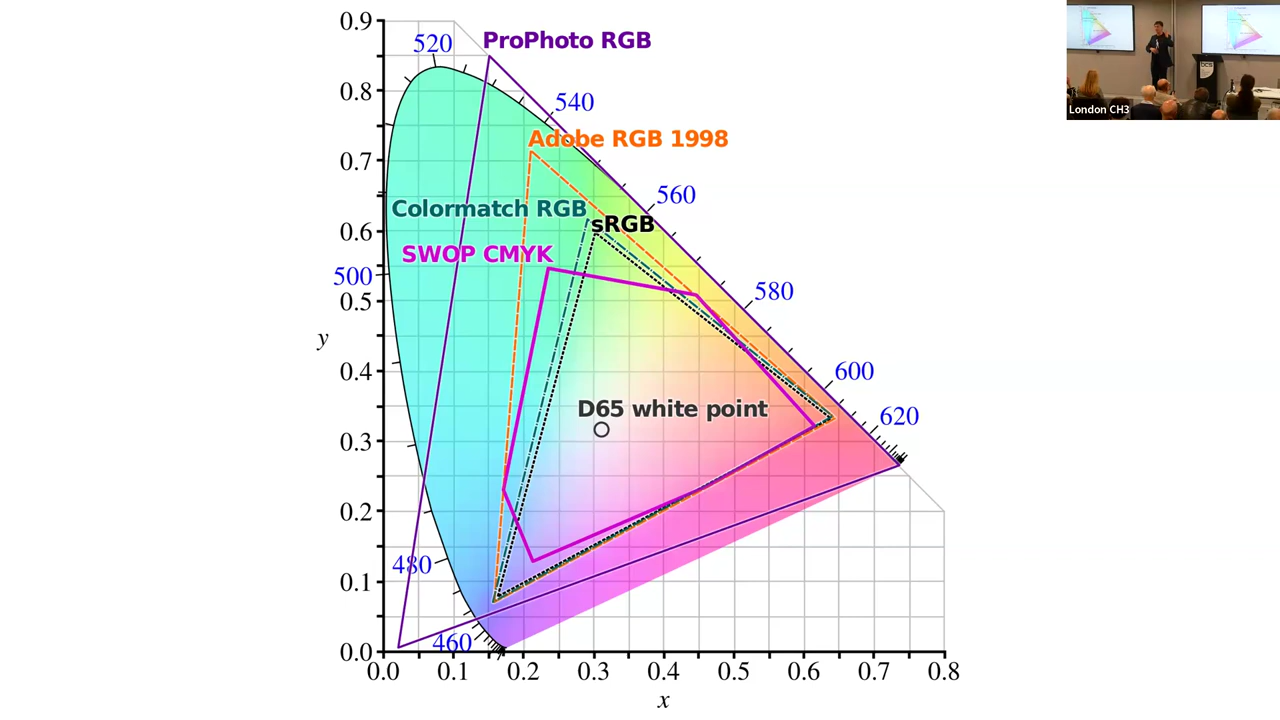 ProPhoto RGB
Adobe RGB 1998
Colormatch RGB
sRGB
SWOP CMYK
D65 white point
520
540
560
580
600
620
500
480
460
y
0.9
0.8
0.7
0.6
0.5
0.4
0.3
0.2
0.1
0.0
0.0 0.1 0.2 0.3 0.4 0.5 0.6 0.7 0.8
x
London CH3
bcs